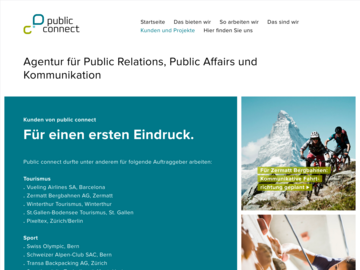 public
connect
Startseite Das bieten wir So arbeiten wir Das sind wir
Kunden und Projekte Hier finden Sie uns
Agentur für Public Relations, Public Affairs und
Kommunikation
Kunden von public connect
Für einen ersten Eindruck.
Public connect durfte unter anderem für folgende Auftraggeber arbeiten:
Tourismus
. Vueling Airlines SA, Barcelona
. Zermatt Bergbahnen AG, Zermatt
. Winterthur Tourismus, Winterthur
. St.Gallen-Bodensee Tourismus, St. Gallen
. Pixeltex, Zürich/Berlin
Sport
. Swiss Olympic, Bern
. Schweizer Alpen-Club SAC, Bern
. Transa Backpacking AG, Zürich
Für Zermatt Bergbahnen:
Kommunikative Fahrt-
richtung geplant